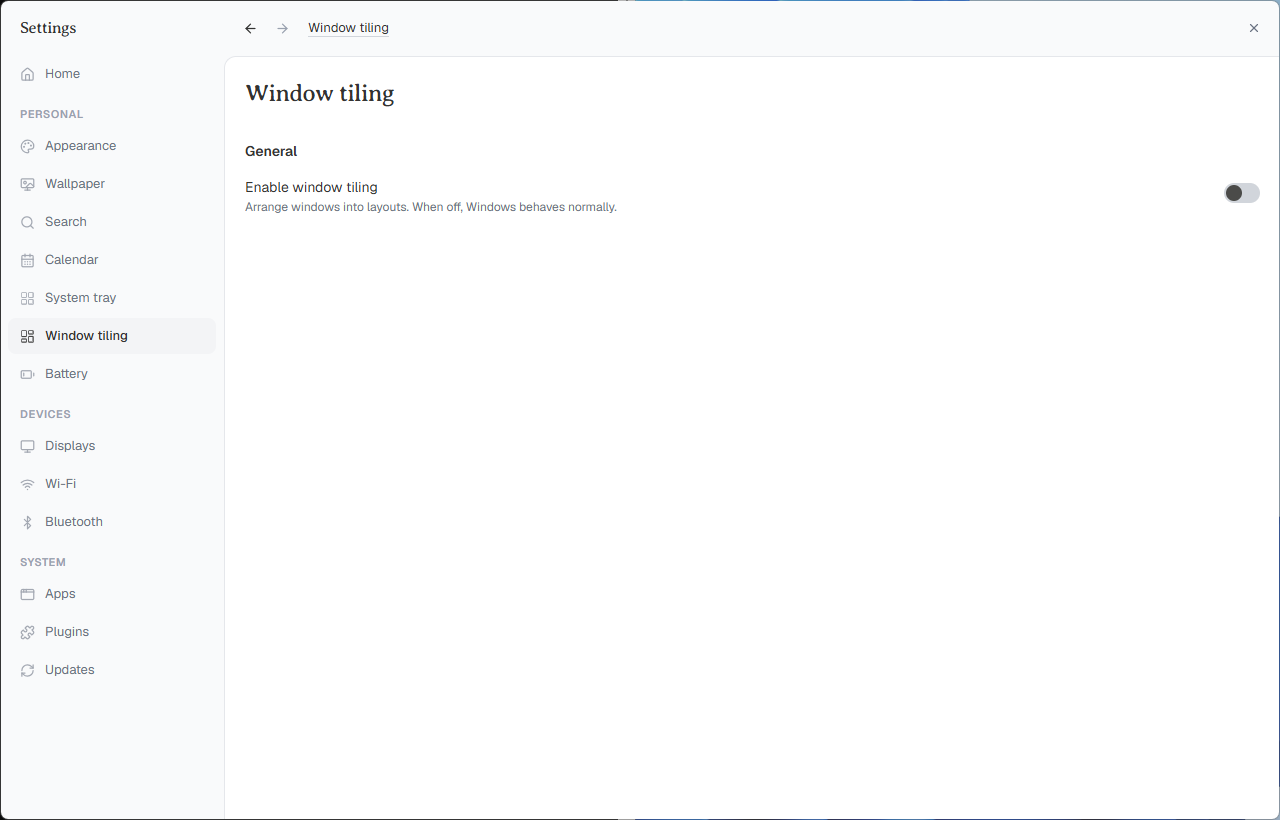 Settings
Window tiling
Home
PERSONAL
Appearance
Wallpaper
Search
Calendar
System tray
Window tiling
Battery
DEVICES
Displays
Wi-Fi
Bluetooth
SYSTEM
Apps
Plugins
Updates
Window tiling
General
Enable window tiling
Arrange windows into layouts. When off, Windows behaves normally.